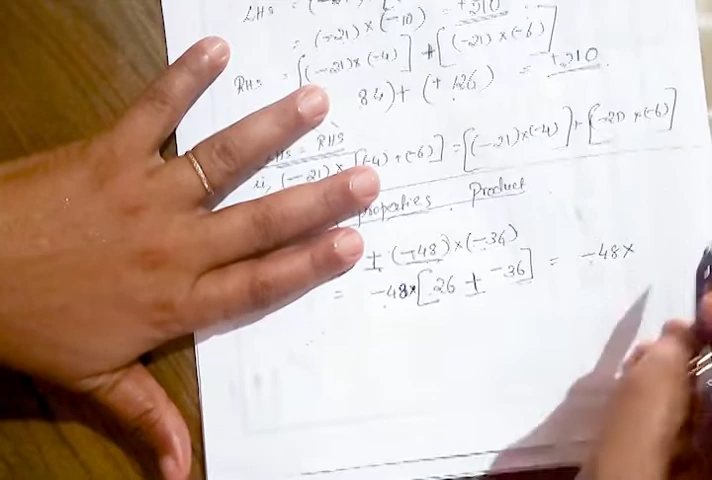 LHS =
= (-21) × (-10) = +210
RHS = [(-21) × (-4)] + [(-21) × (-6)]
84) + (+126) = +210
LHS = RHS
ii, (-21) × [(-4) + (-6)] = [(-21) × (-4)] + [-21) × (-6)]
properties. Product
+ (-48) × (-36)
= -48 × [26 + -36] = -48 ×